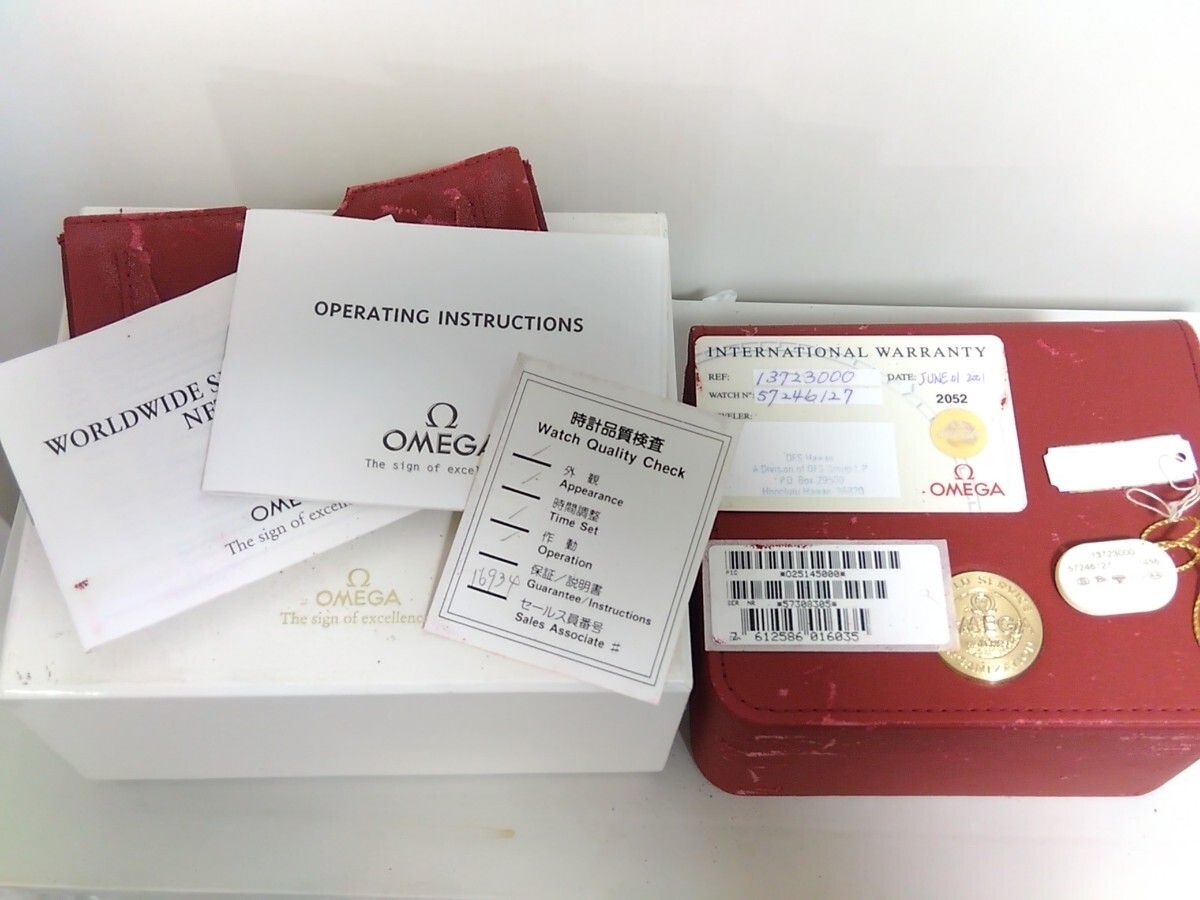 OPERATING INSTRUCTIONS
Ω
OMEGA
The sign of
WORLDWIDE
The sign of
Ω
OMEGA
The sign of excellence
時計品質検査
Watch Quality Check
外 観
Appearance
時間調整
Time Set
作 動
Operation
保証/説明書
Guarantee/Instructions
16934
セールス員番号
Sales Associate #
INTERNATIONAL WARRANTY
REF: 13723000 DATE: JUNE 01 2001
WATCH Nº: 57246127
2052
DFS Hawaii
A Division of DFS Group L.P.
P.O. Box 29500
Honolulu Hawaii 96820
Ω
OMEGA
PIC *025145000*
*57308305*
7 612586 016035
13723000
Ω
OMEGA